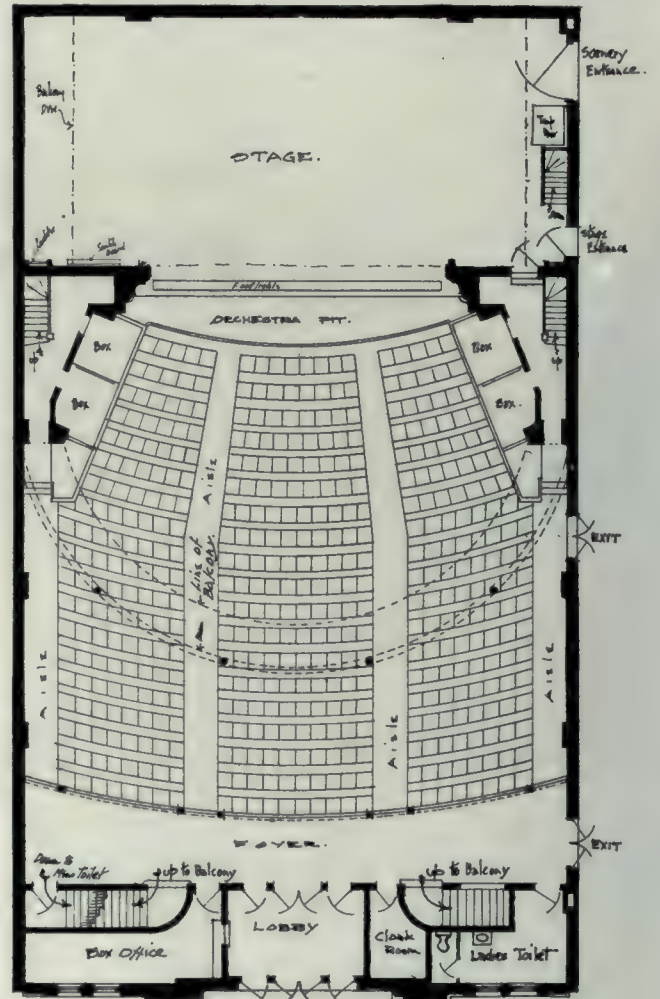 Scenery
Entrance.
Balcony
Line
STAGE.
Stage
Entrance
Footlights
ORCHESTRA PIT.
Box
Box
Box
Box.
up
up
Aisle
Line of
BALCONY.
EXIT
Aisle
Aisle
Aisle
FOYER.
EXIT
Down to
Mens Toilet
up to Balcony
up to Balcony
LOBBY
Box Office
Cloak
Room
Ladies Toilet